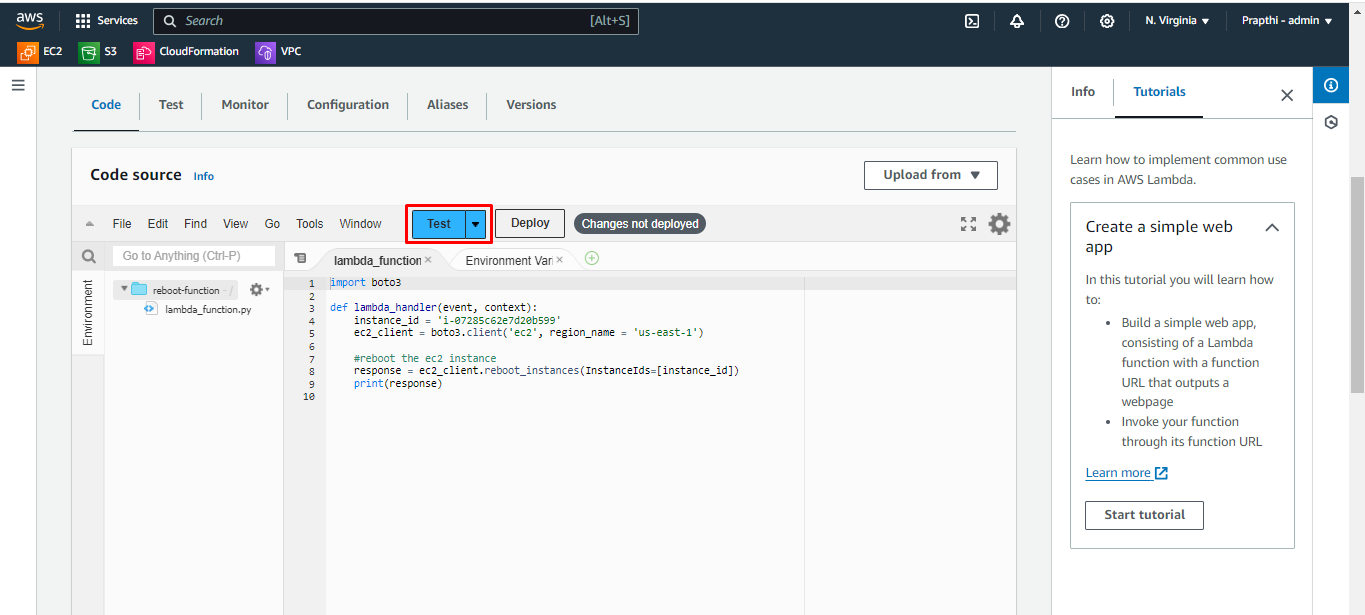 aws
Services
Search
[Alt+S]
N. Virginia
Prapthi - admin
EC2
S3
CloudFormation
VPC
Code
Test
Monitor
Configuration
Aliases
Versions
Code source
Info
Upload from
File
Edit
Find
View
Go
Tools
Window
Test
Deploy
Changes not deployed
Go to Anything (Ctrl-P)
Environment
reboot-function - /
lambda_function.py
lambda_function
Environment Vari
1 import boto3
2
3 def lambda_handler(event, context):
4 instance_id = 'i-07285c62e7d20b599'
5 ec2_client = boto3.client('ec2', region_name = 'us-east-1')
6
7 #reboot the ec2 instance
8 response = ec2_client.reboot_instances(InstanceIds=[instance_id])
9 print(response)
10
Info
Tutorials
Learn how to implement common use
cases in AWS Lambda.
Create a simple web
app
In this tutorial you will learn how
to:
• Build a simple web app,
consisting of a Lambda
function with a function
URL that outputs a
webpage
• Invoke your function
through its function URL
Learn more
Start tutorial